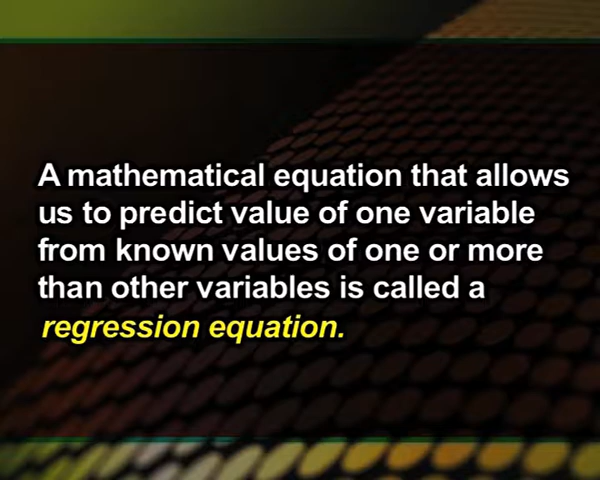 A mathematical equation that allows
us to predict value of one variable
from known values of one or more
than other variables is called a
regression equation.